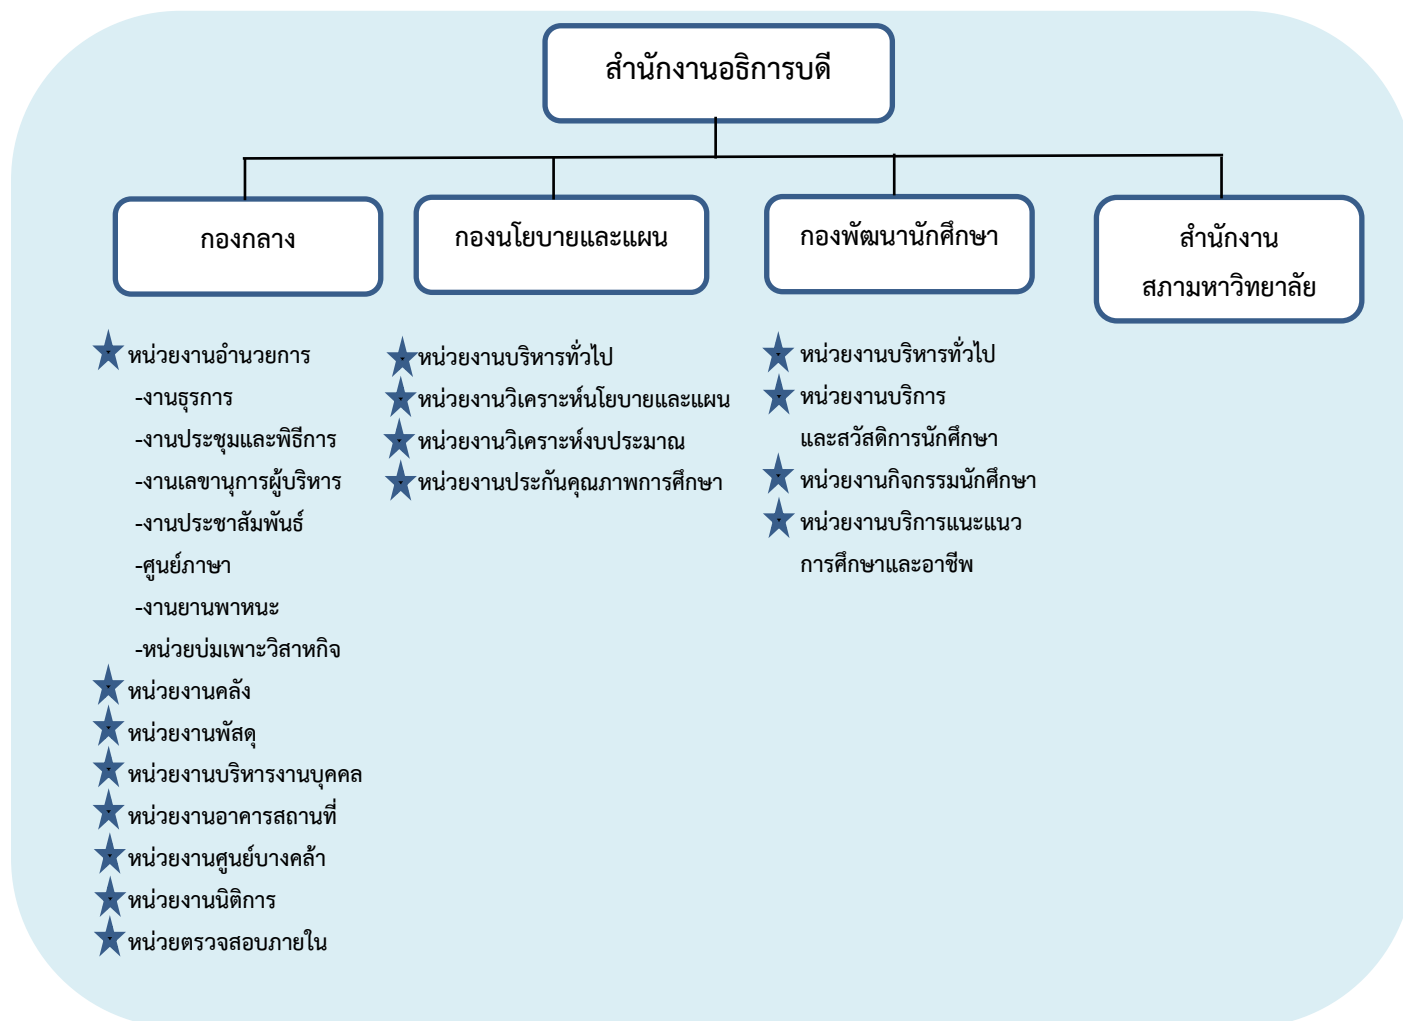 สำนักงานอธิการบดี
กองกลาง
กองนโยบายและแผน
กองพัฒนานักศึกษา
สำนักงาน
สภามหาวิทยาลัย
หน่วยงานอำนวยการ
-งานธุรการ
-งานประชุมและพิธีการ
-งานเลขานุการผู้บริหาร
-งานประชาสัมพันธ์
-ศูนย์ภาษา
-งานยานพาหนะ
-หน่วยบ่มเพาะวิสาหกิจ
หน่วยงานคลัง
หน่วยงานพัสดุ
หน่วยงานบริหารงานบุคคล
หน่วยงานอาคารสถานที่
หน่วยงานศูนย์บางคล้า
หน่วยงานนิติการ
หน่วยตรวจสอบภายใน
หน่วยงานบริหารทั่วไป
หน่วยงานวิเคราะห์นโยบายและแผน
หน่วยงานวิเคราะห์งบประมาณ
หน่วยงานประกันคุณภาพการศึกษา
หน่วยงานบริหารทั่วไป
หน่วยงานบริการ
และสวัสดิการนักศึกษา
หน่วยงานกิจกรรมนักศึกษา
หน่วยงานบริการแนะแนว
การศึกษาและอาชีพ